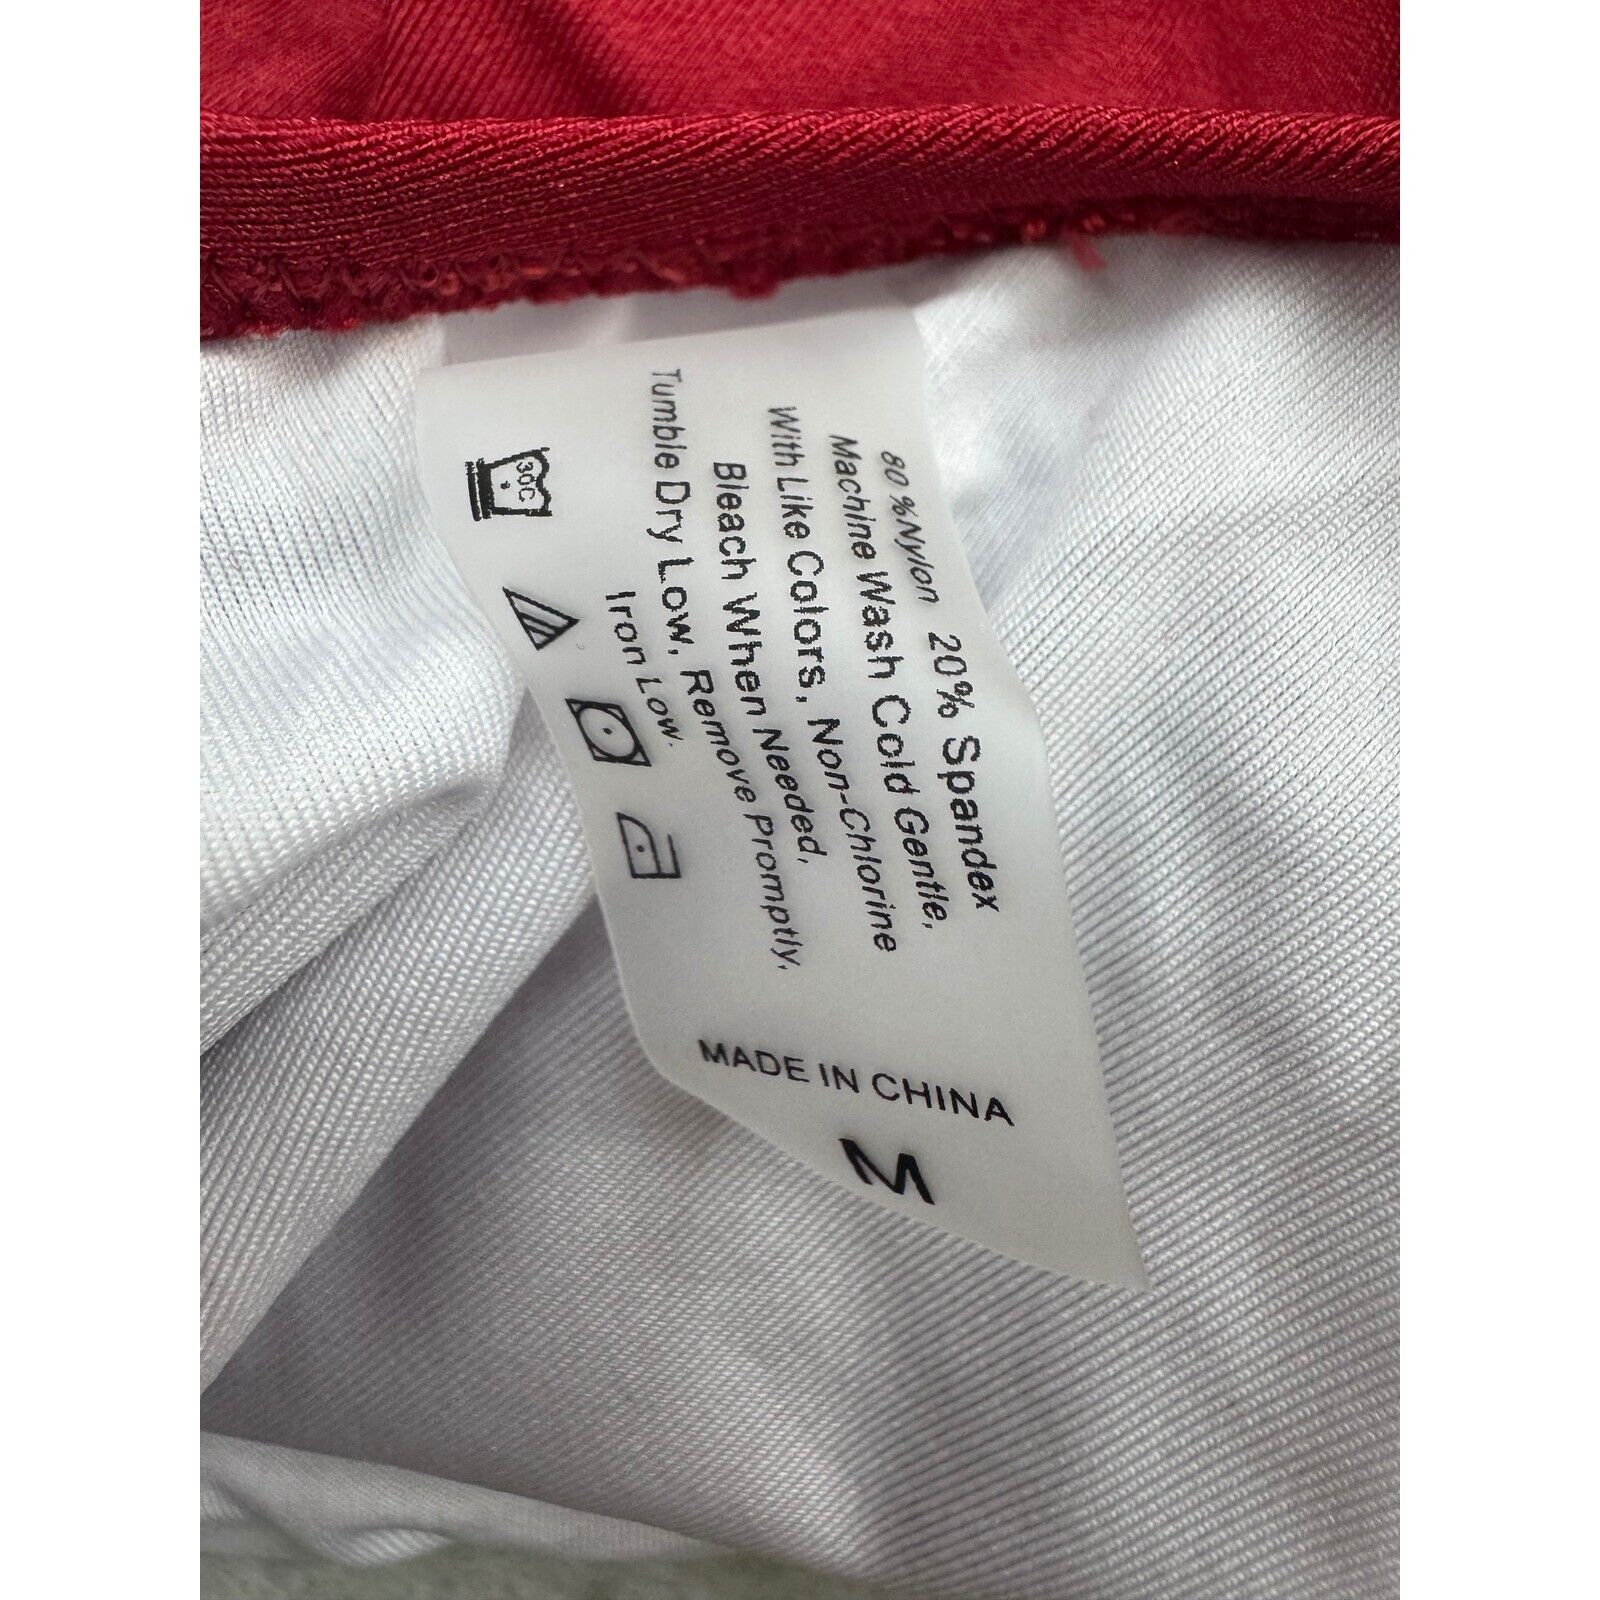 80%Nylon 20% Spandex
Machine Wash Cold Gentle,
With Like Colors, Non-Chlorine
Bleach When Needed,
Tumble Dry Low, Remove Promptly,
Iron Low.
30C
MADE IN CHINA
M